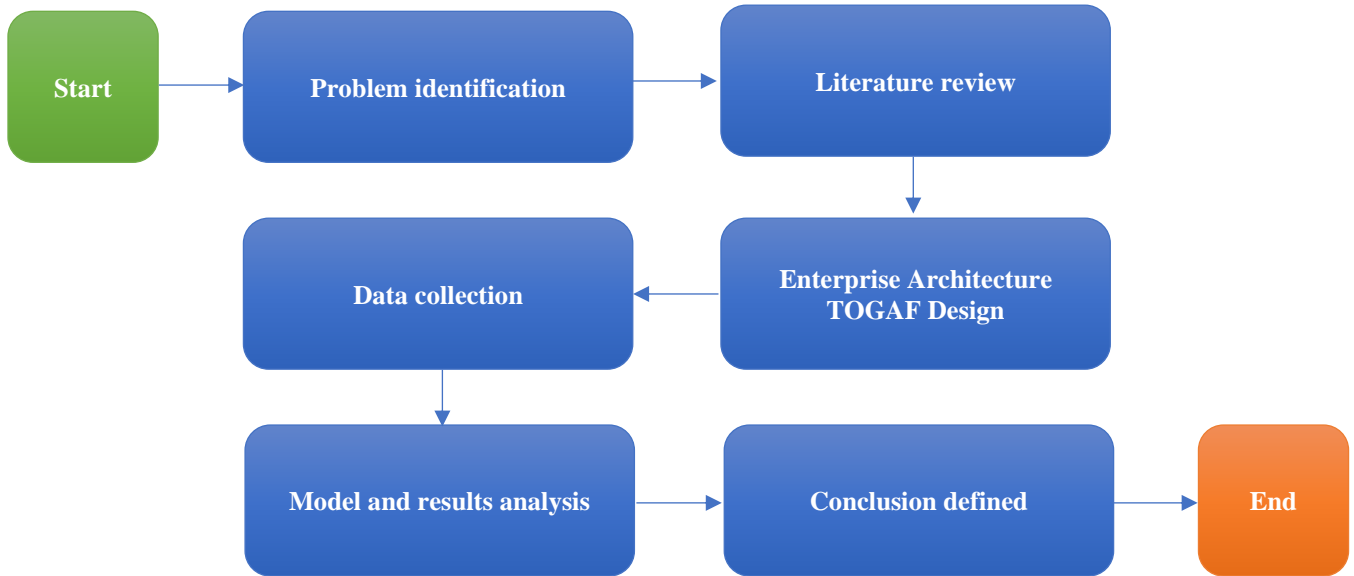 Start
Problem identification
Literature review
Enterprise Architecture
TOGAF Design
Data collection
Model and results analysis
Conclusion defined
End